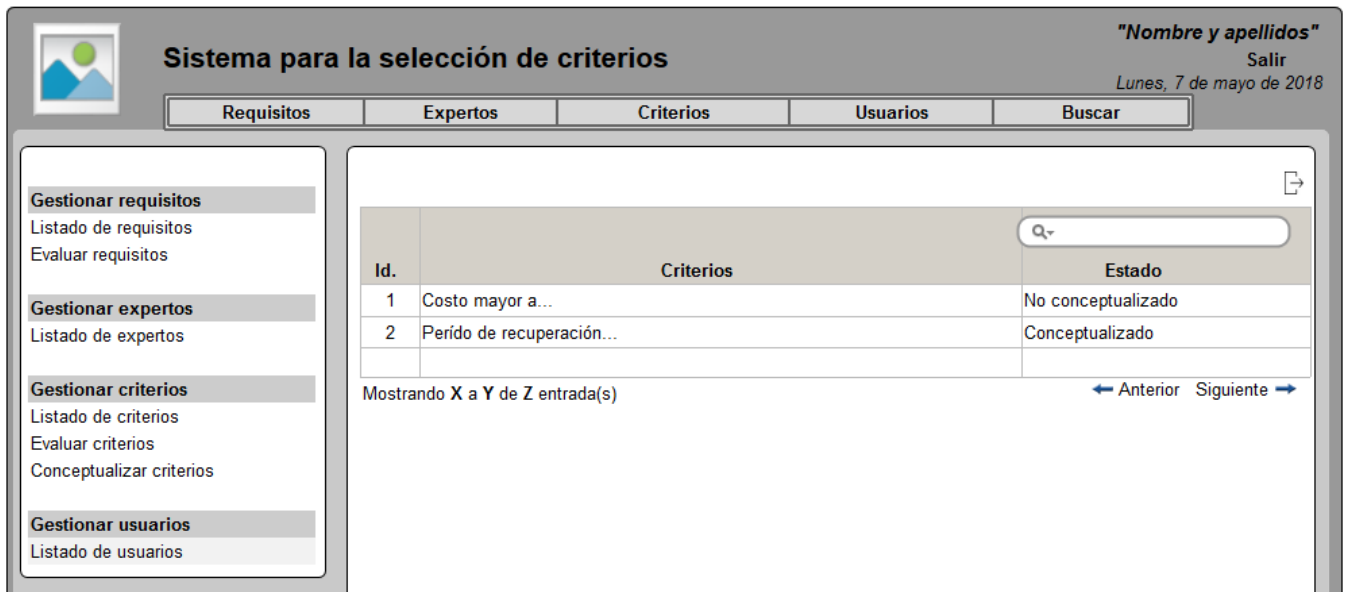 "Nombre y apellidos"
Sistema para la selección de criterios
Salir
Lunes, 7 de mayo de 2018
Requisitos Expertos Criterios Usuarios Buscar
Gestionar requisitos
Listado de requisitos
Evaluar requisitos
Gestionar expertos
Listado de expertos
Gestionar criterios
Listado de criterios
Evaluar criterios
Conceptualizar criterios
Gestionar usuarios
Listado de usuarios
Id. Criterios Estado
1 Costo mayor a... No conceptualizado
2 Perído de recuperación... Conceptualizado
Mostrando X a Y de Z entrada(s) Anterior Siguiente